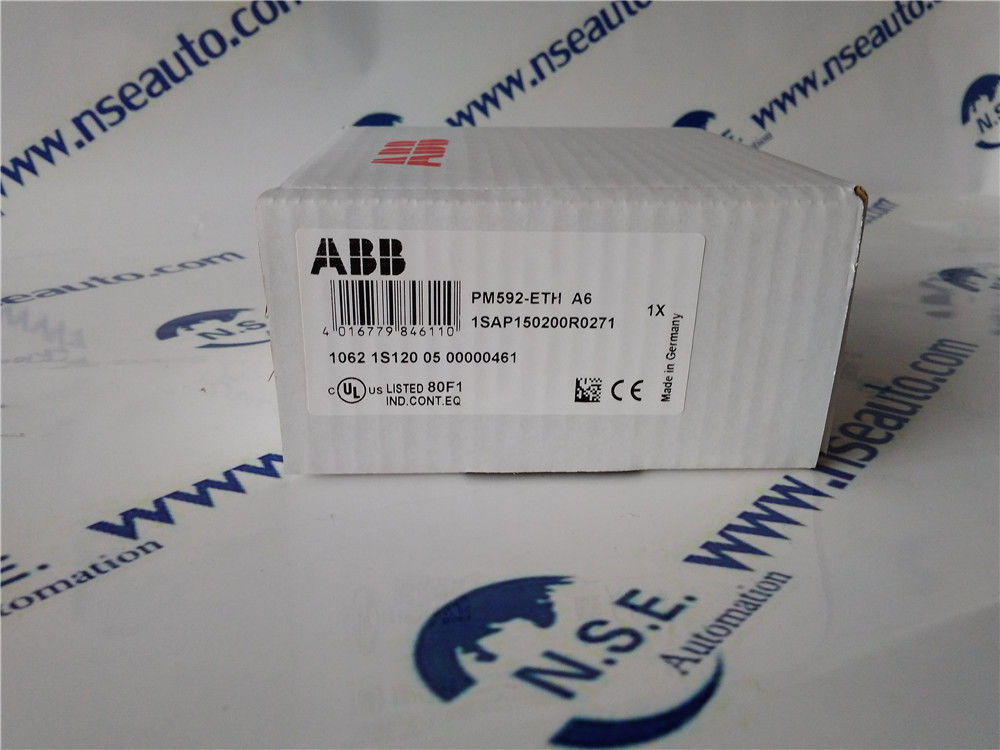 www.nseauto.com
www.nseauto.com
www.nseauto.com
N.S.
ABB
ABB
PM592-ETH A6
1SAP150200R0271
1X
4 016779 846110
1062 1S120 05 00000461
C UL US LISTED 80F1
IND.CONT.EQ
CE
Made in Germany
www.nseauto.com
N.S.E.
Automation